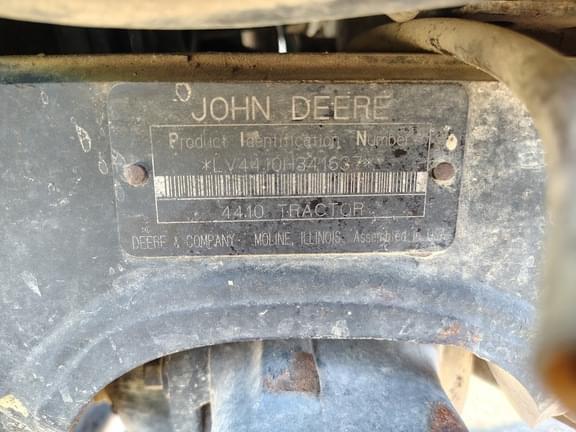 JOHN DEERE
Product Identification Number
*LV4410H341637*
4410 TRACTOR
DEERE & COMPANY MOLINE, ILLINOIS Assembled in